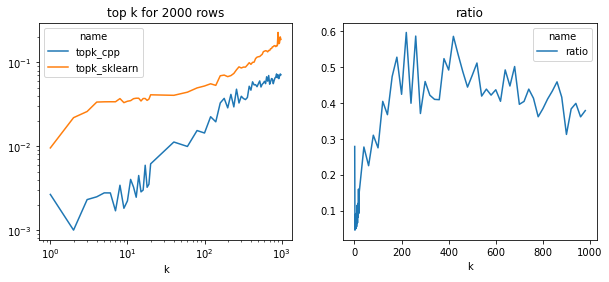 top k for 2000 rows
name
topk_cpp
topk_sklearn
10⁻¹
10⁻²
10⁻³
10⁰
10¹
10²
10³
k
ratio
name
ratio
0.6
0.5
0.4
0.3
0.2
0.1
0
200
400
600
800
1000
k